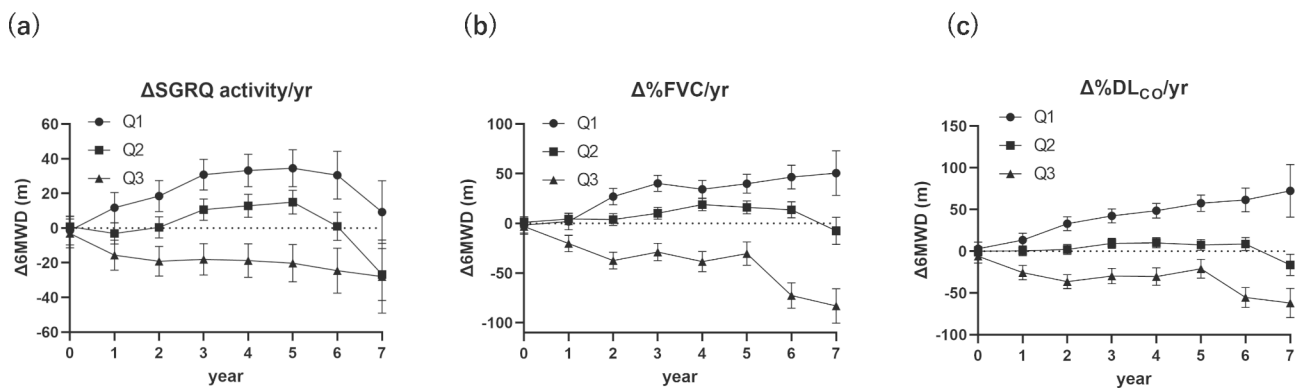 (a)
ΔSGRQ activity/yr
Q1
Q2
Q3
60
40
20
0
-20
-40
-60
Δ6MWD (m)
0 1 2 3 4 5 6 7
year
(b)
Δ%FVC/yr
Q1
Q2
Q3
100
50
0
-50
-100
Δ6MWD (m)
0 1 2 3 4 5 6 7
year
(c)
Δ%DL_CO/yr
Q1
Q2
Q3
150
100
50
0
-50
-100
Δ6MWD (m)
0 1 2 3 4 5 6 7
year